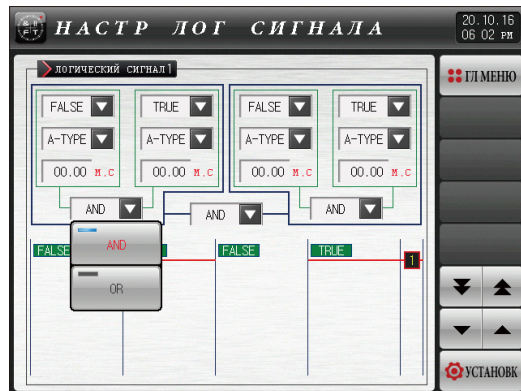 НАСТР ЛОГ СИГНАЛА
20.10.16
06 02 PM
ЛОГИЧЕСКИЙ СИГНАЛ1
ГЛ МЕНЮ
FALSE TRUE FALSE TRUE
A-TYPE A-TYPE A-TYPE A-TYPE
00.00 М.С 00.00 М.С 00.00 М.С 00.00 М.С
AND AND AND
FALSE FALSE TRUE
AND
1
OR
УСТАНОВК